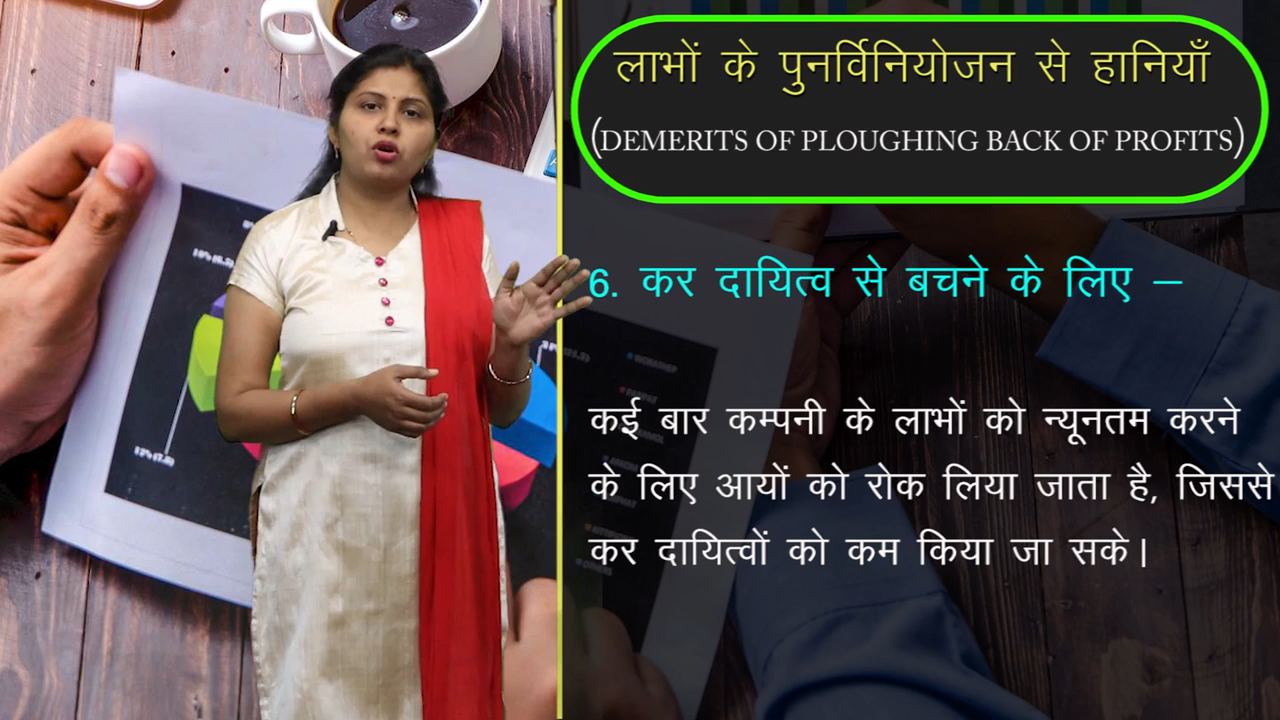 लाभों के पुनर्विनियोजन से हानियाँ
(DEMERITS OF PLOUGHING BACK OF PROFITS)
6. कर दायित्व से बचने के लिए –
कई बार कम्पनी के लाभों को न्यूनतम करने
के लिए आयों को रोक लिया जाता है, जिससे
कर दायित्वों को कम किया जा सके।